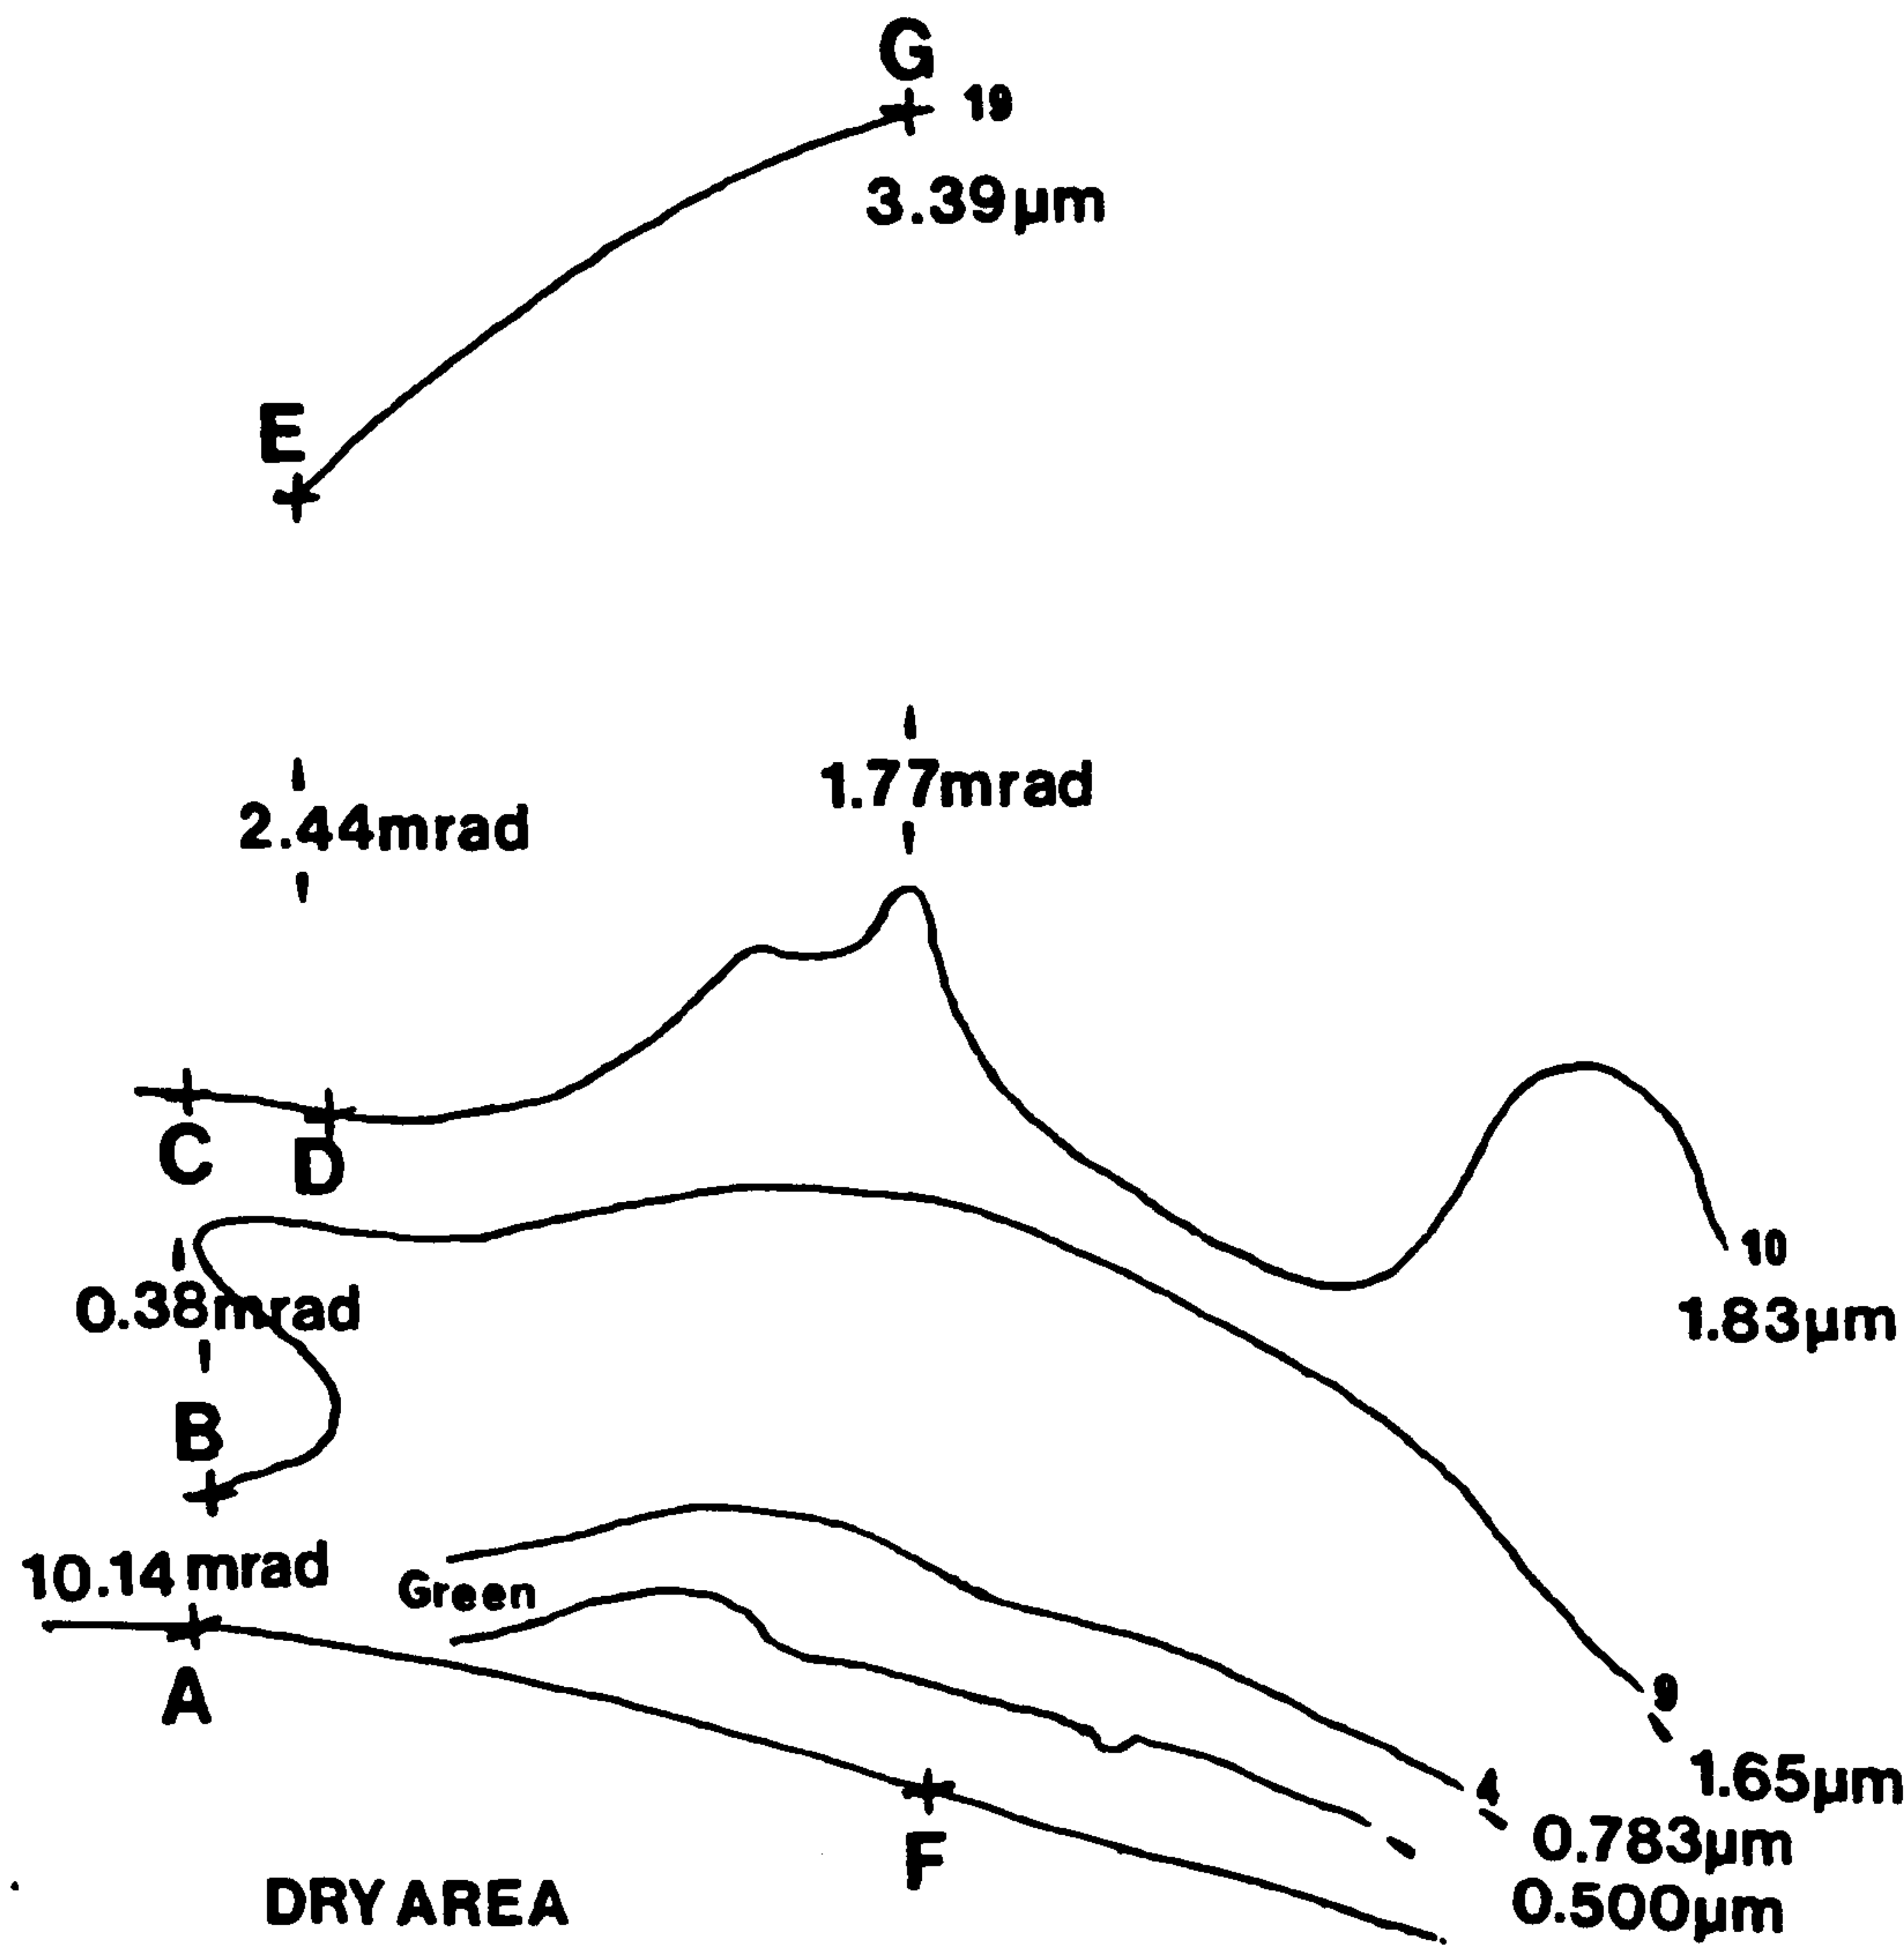 G
19
3.39µm
E
1.77mrad
2.44mrad
C
D
10
0.38mrad
1.83µm
B
10.14mrad
Green
A
9
1.65µm
4
0.783µm
F
DRY AREA
0.500µm